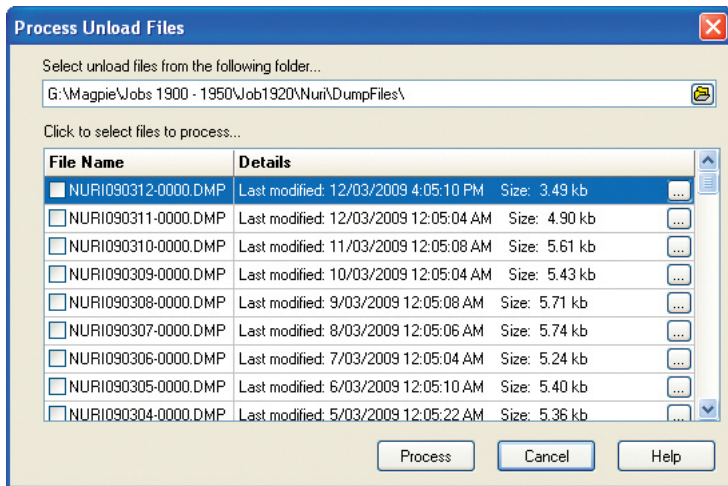 Process Unload Files
Select unload files from the following folder...
G:\Magpie\Jobs 1900 - 1950\Job1920\Nuri\DumpFiles\
Click to select files to process...
File Name Details
NURI090312-0000.DMP Last modified: 12/03/2009 4:05:10 PM Size: 3.49 kb ...
NURI090311-0000.DMP Last modified: 12/03/2009 12:05:04 AM Size: 4.90 kb ...
NURI090310-0000.DMP Last modified: 11/03/2009 12:05:08 AM Size: 5.61 kb ...
NURI090309-0000.DMP Last modified: 10/03/2009 12:05:04 AM Size: 5.43 kb ...
NURI090308-0000.DMP Last modified: 9/03/2009 12:05:08 AM Size: 5.71 kb ...
NURI090307-0000.DMP Last modified: 8/03/2009 12:05:06 AM Size: 5.74 kb ...
NURI090306-0000.DMP Last modified: 7/03/2009 12:05:04 AM Size: 5.24 kb ...
NURI090305-0000.DMP Last modified: 6/03/2009 12:05:10 AM Size: 5.40 kb ...
NURI090304-0000.DMP Last modified: 5/03/2009 12:05:22 AM Size: 5.36 kb ...
Process Cancel Help